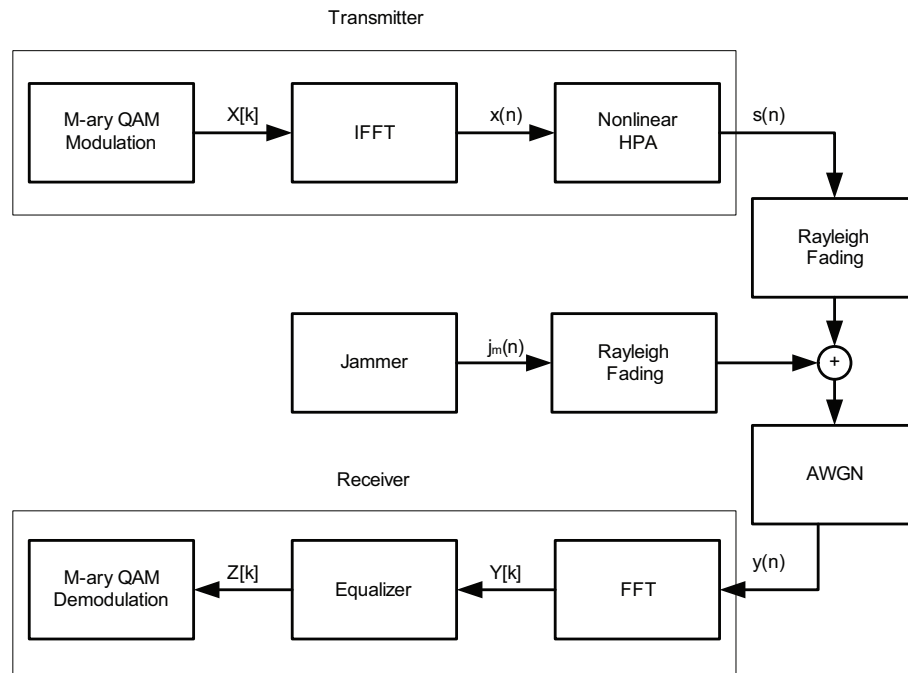 Transmitter
M-ary QAM
Modulation
X[k]
IFFT
x(n)
Nonlinear
HPA
s(n)
Rayleigh
Fading
Jammer
jm(n)
Rayleigh
Fading
+
AWGN
Receiver
M-ary QAM
Demodulation
Z[k]
Equalizer
Y[k]
FFT
y(n)